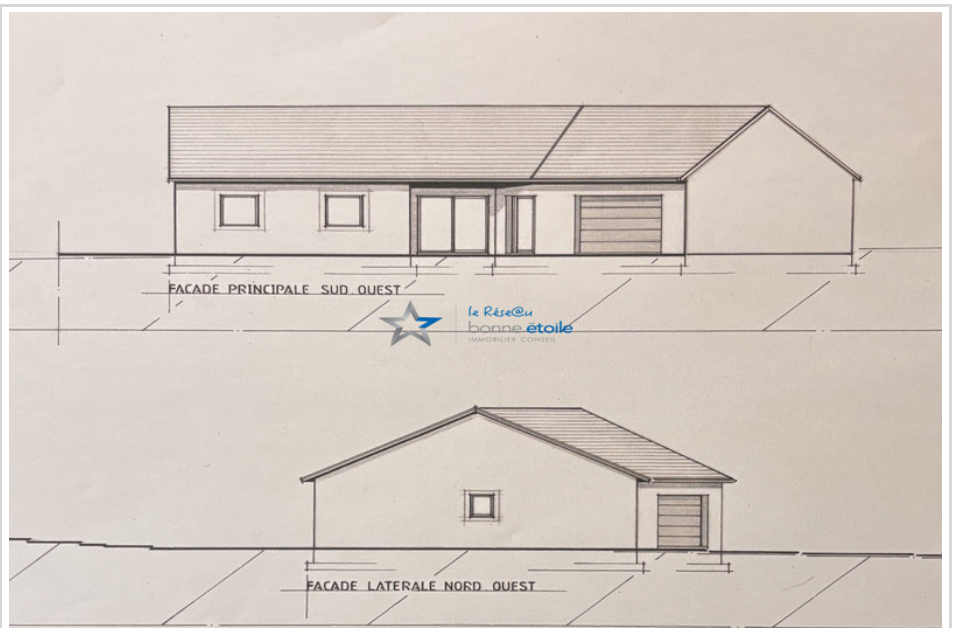 FACADE PRINCIPALE SUD.OUEST
le Rése@u
bonne étoile
IMMOBILIER CONSEIL
FACADE LATERALE NORD.OUEST